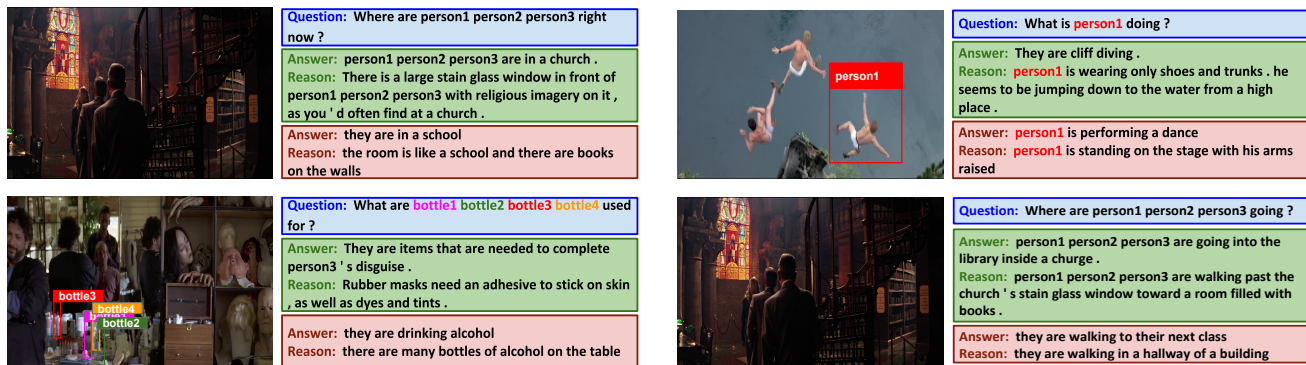 Question: Where are person1 person2 person3 right
now ?
Answer: person1 person2 person3 are in a church .
Reason: There is a large stain glass window in front of
person1 person2 person3 with religious imagery on it ,
as you ' d often find at a church .
Answer: they are in a school
Reason: the room is like a school and there are books
on the walls
person1
Question: What is person1 doing ?
Answer: They are cliff diving .
Reason: person1 is wearing only shoes and trunks . he
seems to be jumping down to the water from a high
place .
Answer: person1 is performing a dance
Reason: person1 is standing on the stage with his arms
raised
bottle3
bottle4
bottle2
Question: What are bottle1 bottle2 bottle3 bottle4 used
for ?
Answer: They are items that are needed to complete
person3 ' s disguise .
Reason: Rubber masks need an adhesive to stick on skin
, as well as dyes and tints .
Answer: they are drinking alcohol
Reason: there are many bottles of alcohol on the table
Question: Where are person1 person2 person3 going ?
Answer: person1 person2 person3 are going into the
library inside a churge .
Reason: person1 person2 person3 are walking past the
church ' s stain glass window toward a room filled with
books .
Answer: they are walking to their next class
Reason: they are walking in a hallway of a building